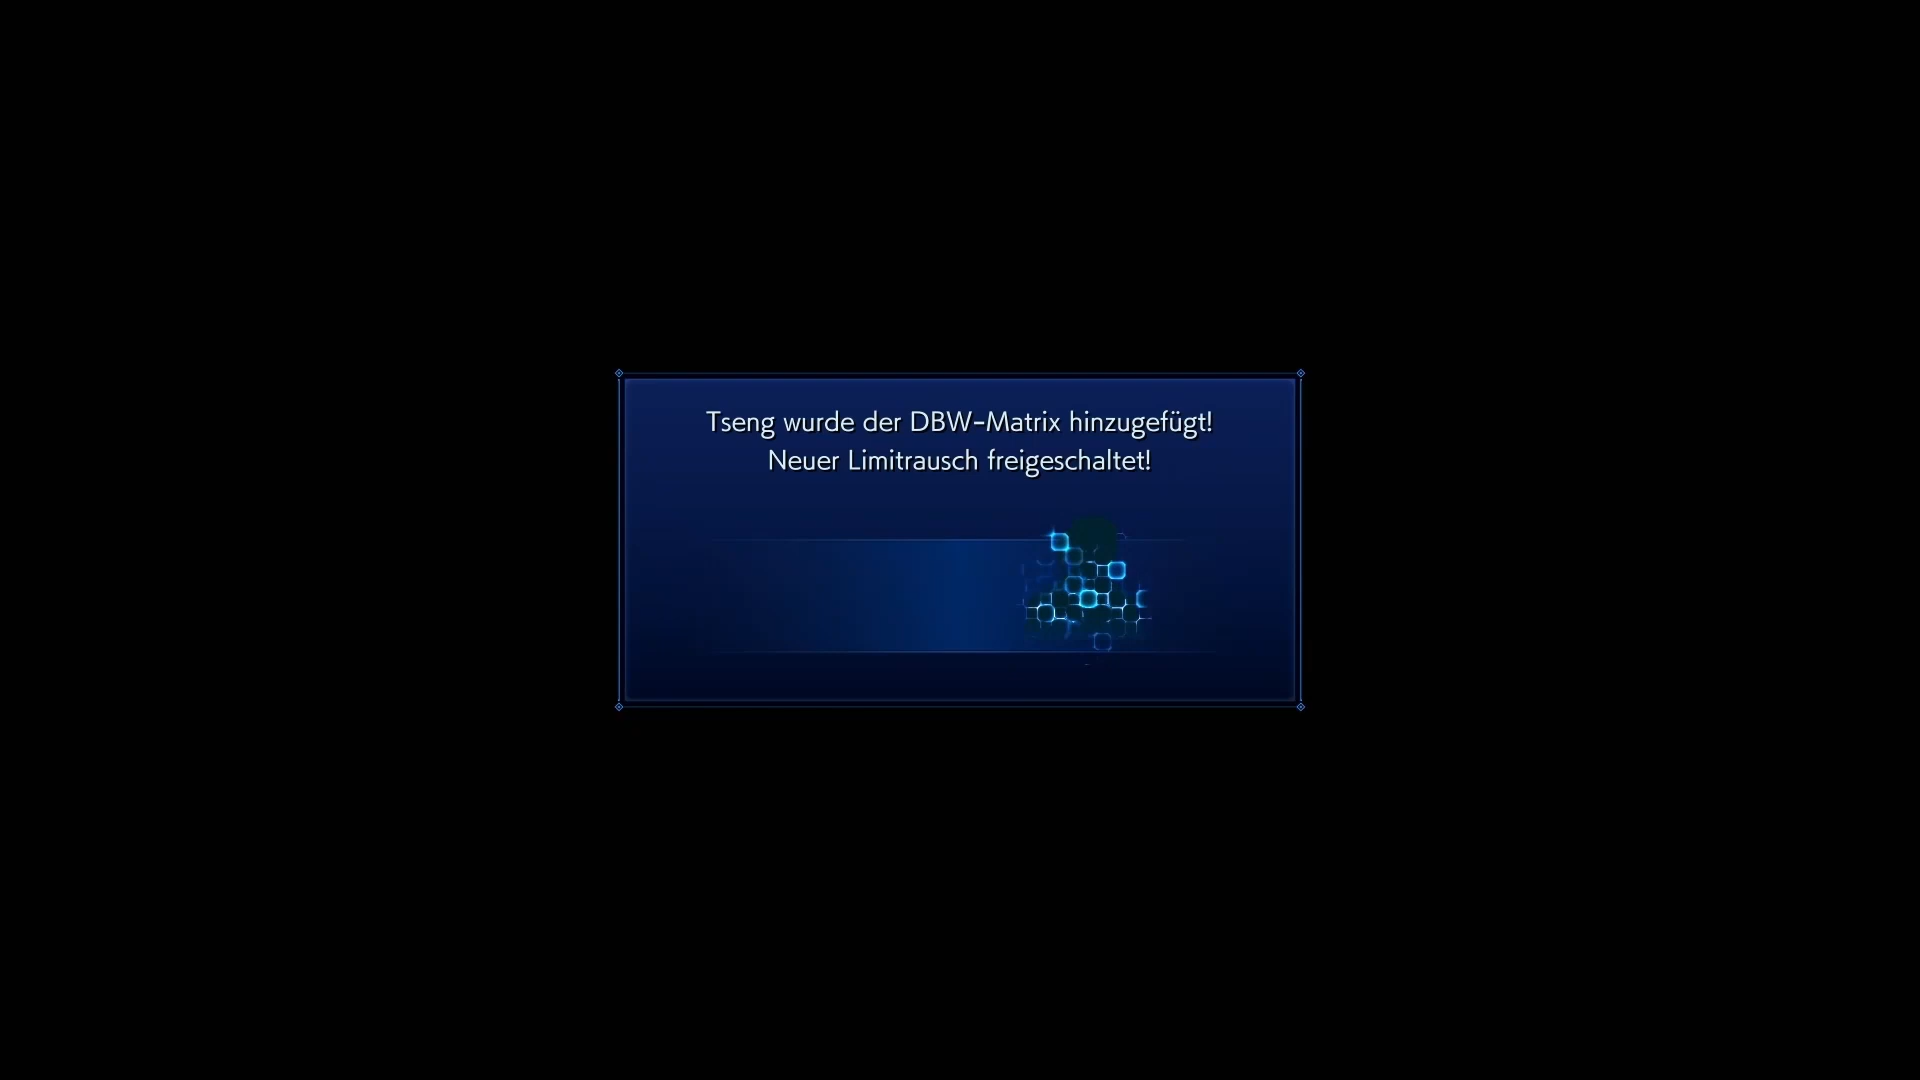 Tseng wurde der DBW-Matrix hinzugefügt!
Neuer Limitrausch freigeschaltet!